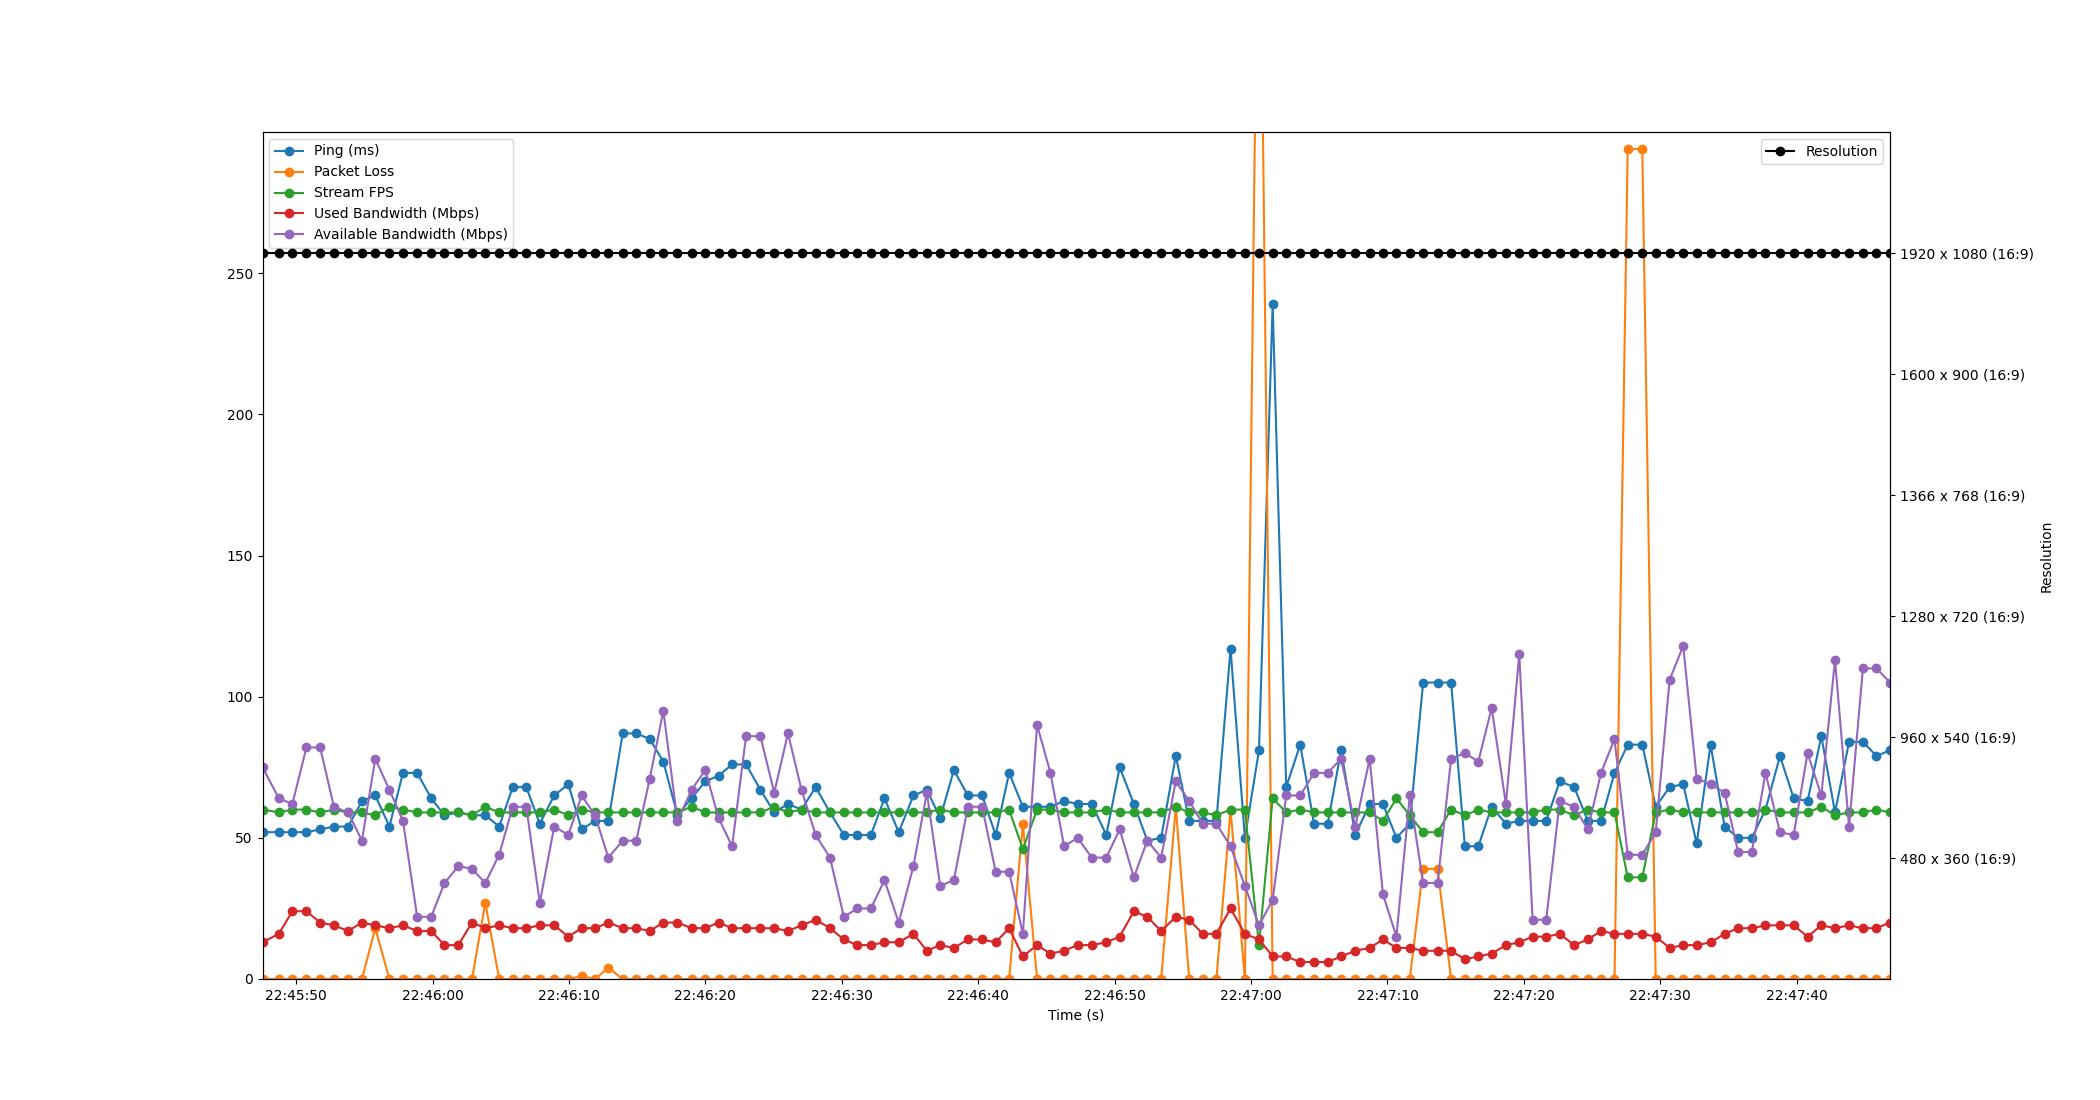 Ping (ms)
Packet Loss
Stream FPS
Used Bandwidth (Mbps)
Available Bandwidth (Mbps)
Resolution
250
200
150
100
50
0
1920 x 1080 (16:9)
1600 x 900 (16:9)
1366 x 768 (16:9)
1280 x 720 (16:9)
960 x 540 (16:9)
480 x 360 (16:9)
Resolution
22:45:50
22:46:00
22:46:10
22:46:20
22:46:30
22:46:40
22:46:50
22:47:00
22:47:10
22:47:20
22:47:30
22:47:40
Time (s)